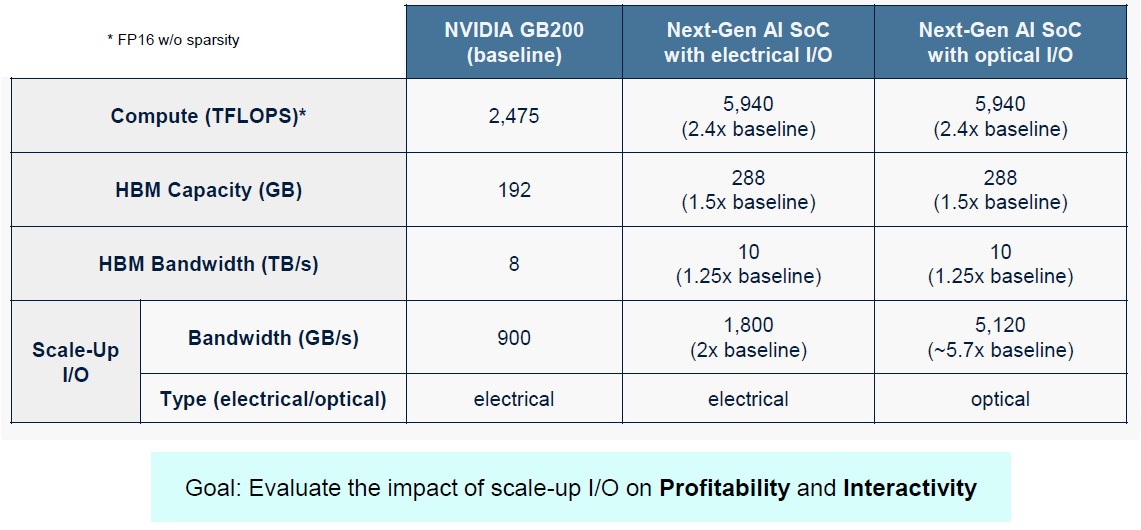 * FP16 w/o sparsity
NVIDIA GB200
(baseline)
Next-Gen AI SoC
with electrical I/O
Next-Gen AI SoC
with optical I/O
Compute (TFLOPS)*
2,475
5,940
(2.4x baseline)
5,940
(2.4x baseline)
HBM Capacity (GB)
192
288
(1.5x baseline)
288
(1.5x baseline)
HBM Bandwidth (TB/s)
8
10
(1.25x baseline)
10
(1.25x baseline)
Scale-Up
I/O
Bandwidth (GB/s)
900
1,800
(2x baseline)
5,120
(~5.7x baseline)
Type (electrical/optical)
electrical
electrical
optical
Goal: Evaluate the impact of scale-up I/O on Profitability and Interactivity